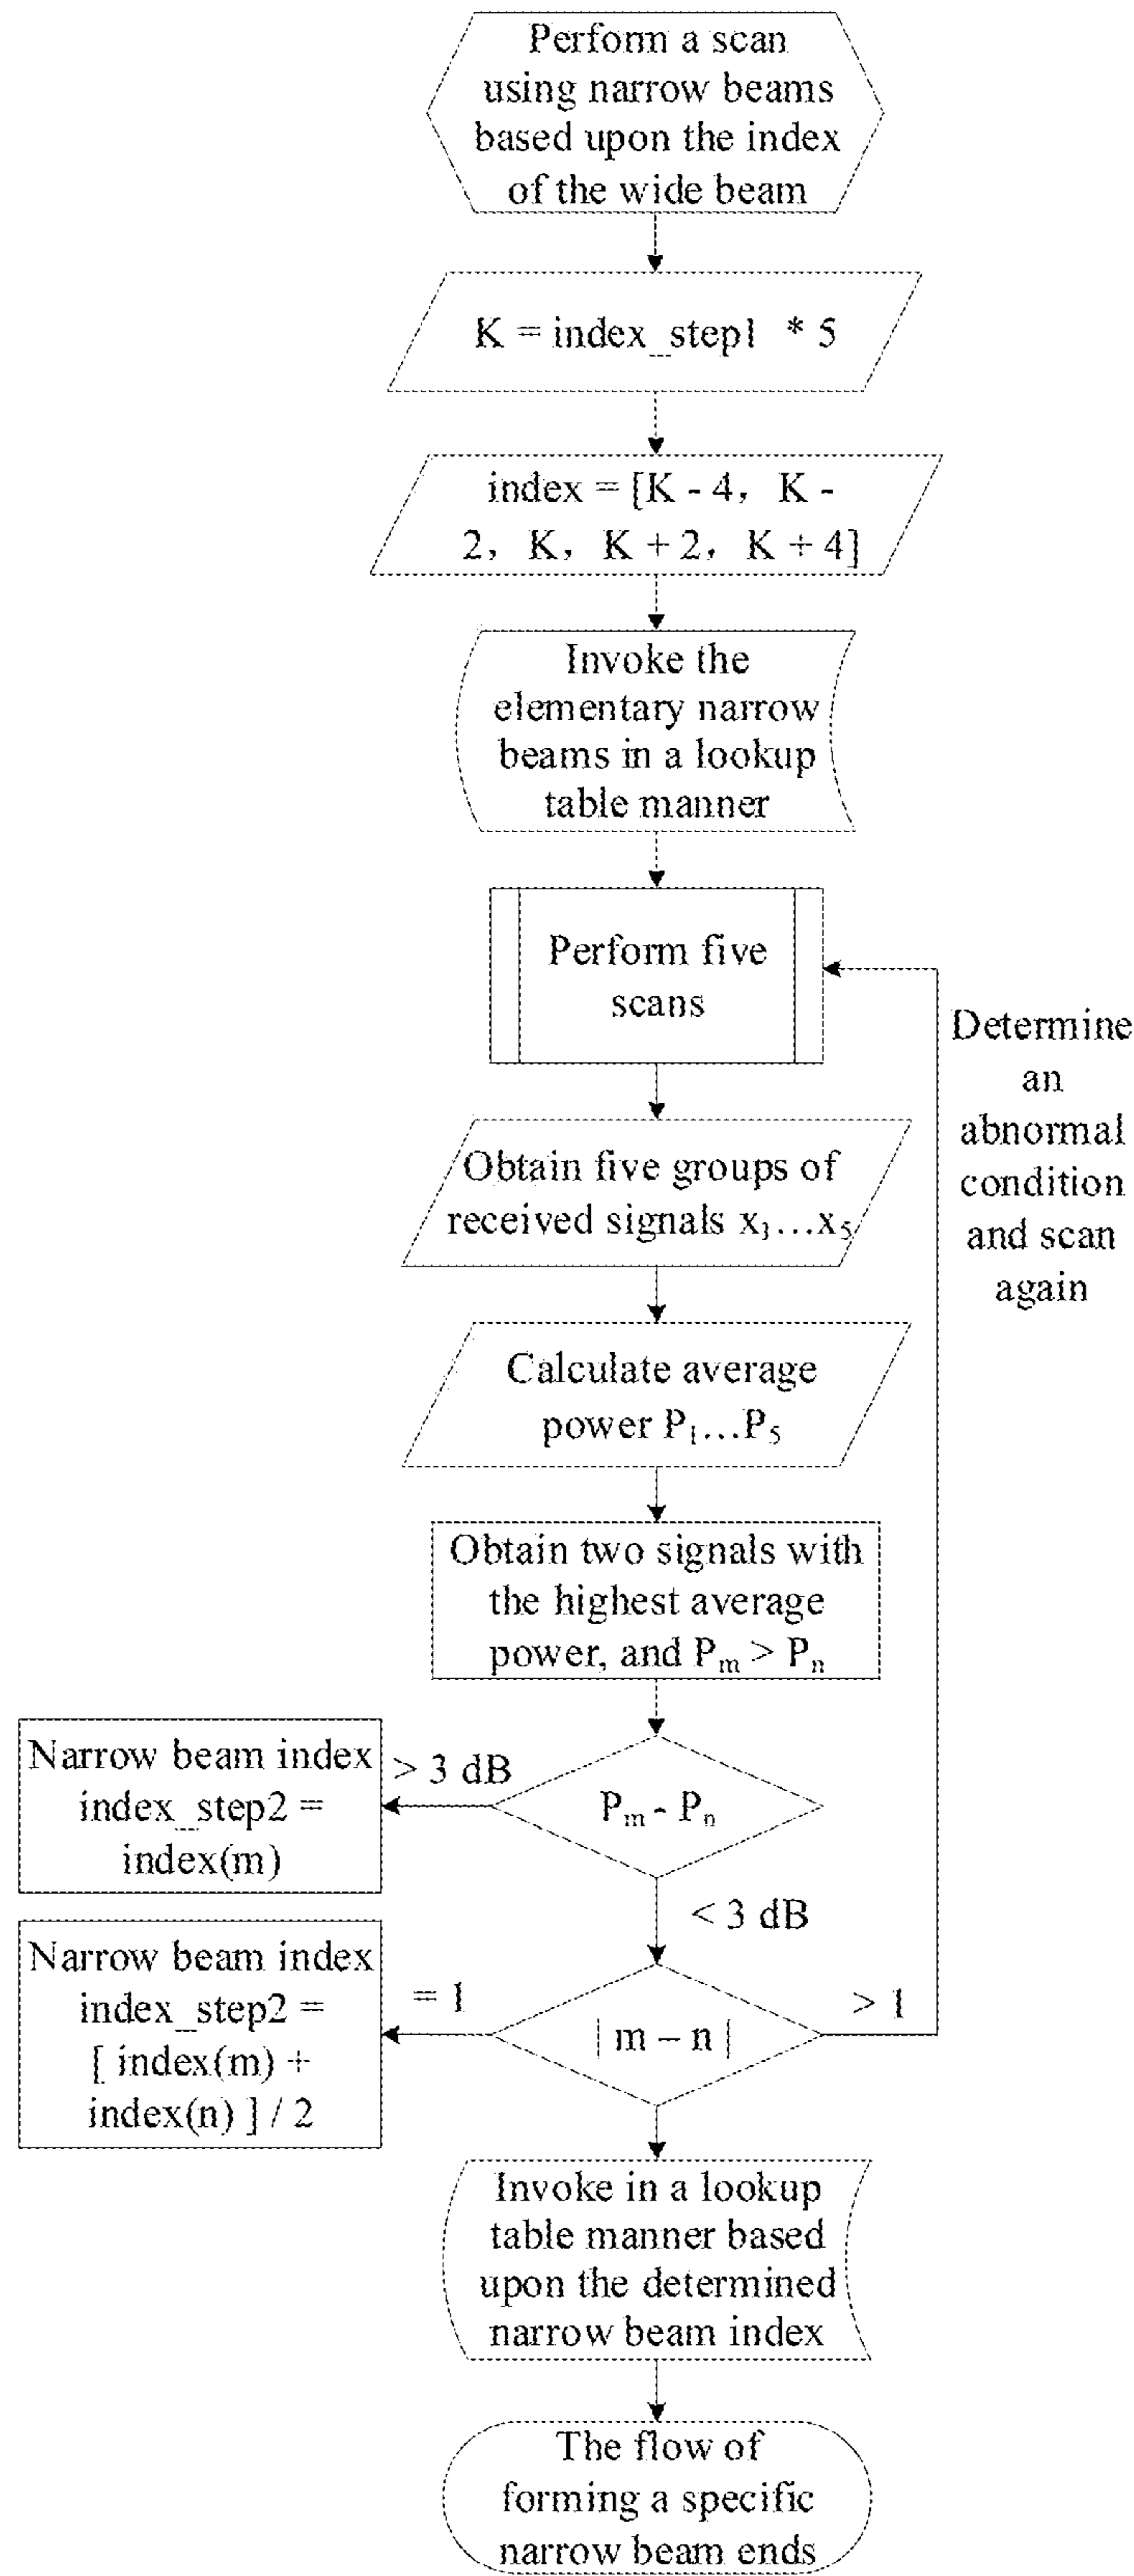 Perform a scan
using narrow beams
based upon the index
of the wide beam
K = index_step1 * 5
index = [K - 4, K -
2, K, K + 2, K + 4]
Invoke the
elementary narrow
beams in a lookup
table manner
Perform five
scans
Determine
an
abnormal
condition
and scan
again
Obtain five groups of
received signals x₁…x₅
Calculate average
power P₁…P₅
Obtain two signals with
the highest average
power, and Pₘ > Pₙ
Narrow beam index
index_step2 =
index(m)
> 3 dB
Pₘ - Pₙ
< 3 dB
Narrow beam index
index_step2 =
[ index(m) +
index(n) ] / 2
= 1
| m – n |
> 1
Invoke in a lookup
table manner based
upon the determined
narrow beam index
The flow of
forming a specific
narrow beam ends